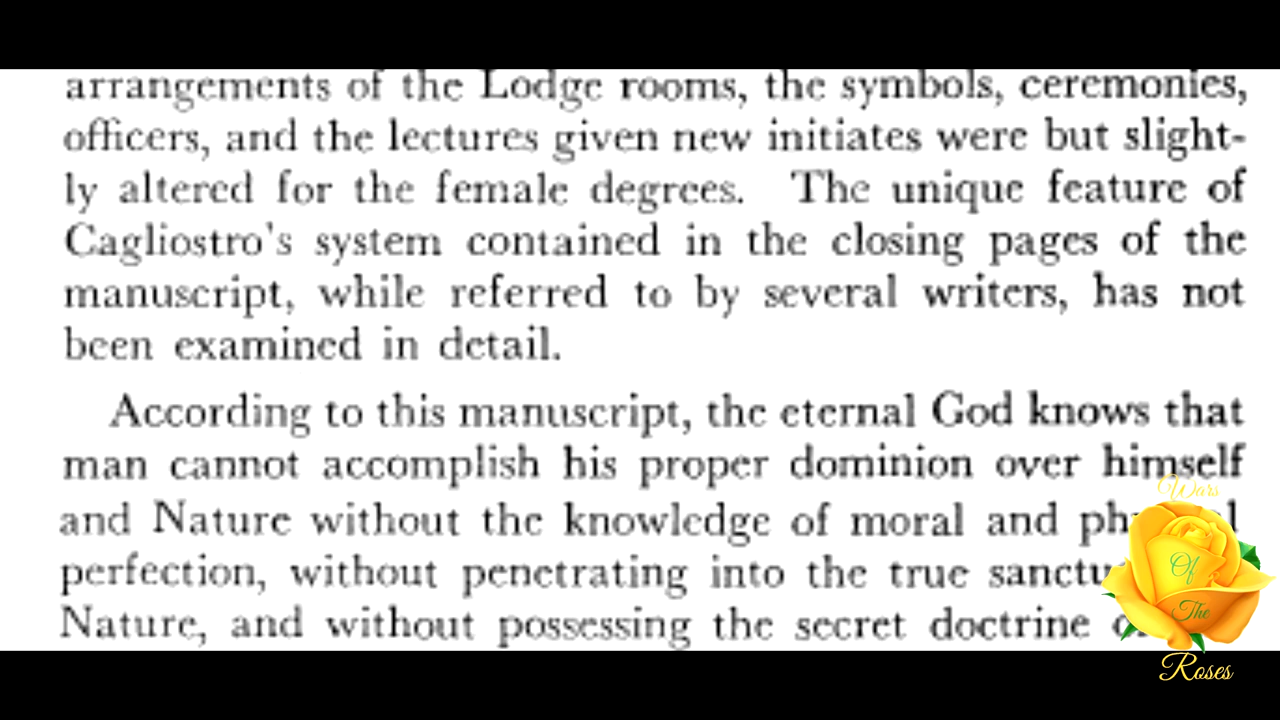 arrangements of the Lodge rooms, the symbols, ceremonies,
officers, and the lectures given new initiates were but slight-
ly altered for the female degrees. The unique feature of
Cagliostro's system contained in the closing pages of the
manuscript, while referred to by several writers, has not
been examined in detail.
According to this manuscript, the eternal God knows that
man cannot accomplish his proper dominion over himself
and Nature without the knowledge of moral and
perfection, without penetrating into the true
Nature, and without possessing the secret doctrine
Wars
Of
The
Roses